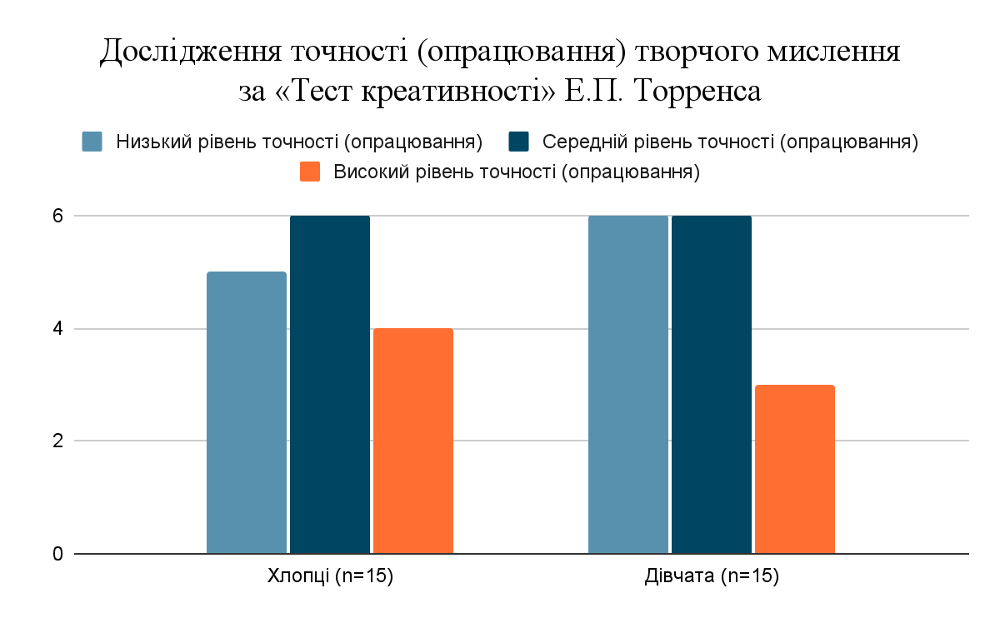 Дослідження точності (опрацювання) творчого мислення
за «Тест креативності» Е.П. Торренса
Низький рівень точності (опрацювання)
Середній рівень точності (опрацювання)
Високий рівень точності (опрацювання)
6
4
2
0
Хлопці (n=15)
Дівчата (n=15)